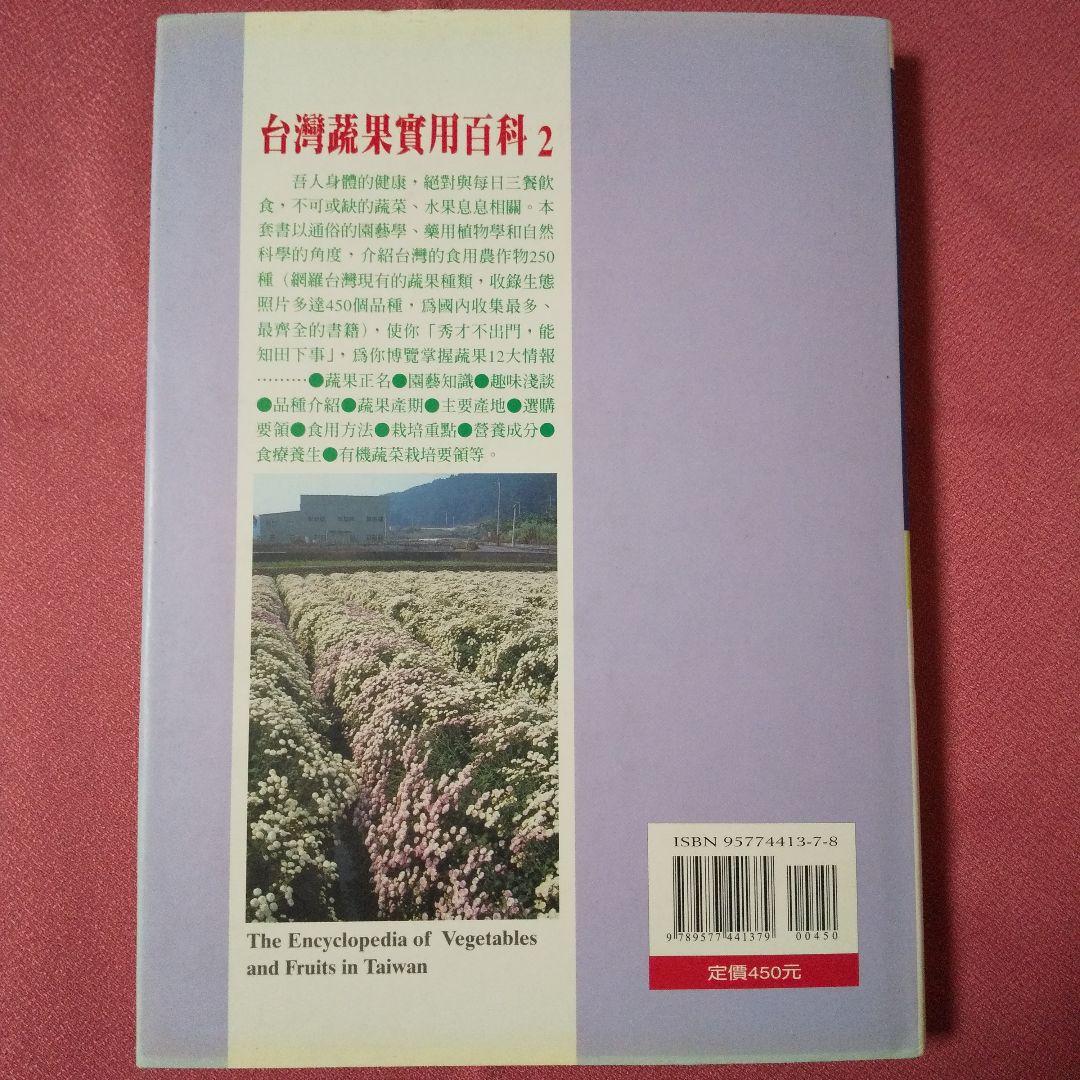 台灣蔬果實用百科 2
吾人身體的健康，絕對與每日三餐飲
食，不可或缺的蔬菜、水果息息相關。本
套書以通俗的園藝學、藥用植物學和自然
科學的角度，介紹台灣的食用農作物250
種（網羅台灣現有的蔬果種類，收錄生態
照片多達450個品種，爲國內收集最多、
最齊全的書籍），使你「秀才不出門，能
知田下事」，爲你博覽掌握蔬果12大情報
………●蔬果正名●園藝知識●趣味淺談
●品種介紹●蔬果產期●主要產地●選購
要領●食用方法●栽培重點●營養成分●
食療養生●有機蔬菜栽培要領等。
The Encyclopedia of Vegetables
and Fruits in Taiwan
ISBN 95774413-7-8
9 789577 441379
00450
定價450元